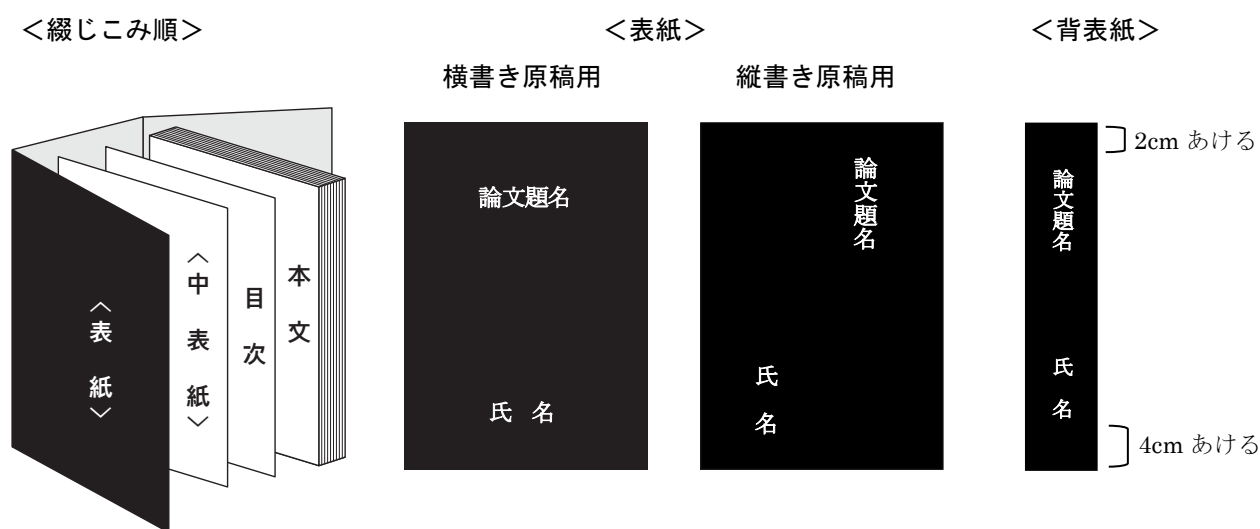 ＜綴じこみ順＞
＜表紙＞
＜背表紙＞
横書き原稿用
縦書き原稿用
〈表紙〉
〈中表紙〉
目次
本文
論文題名
氏 名
論文題名
氏 名
論文題名
氏 名
2cm あける
4cm あける